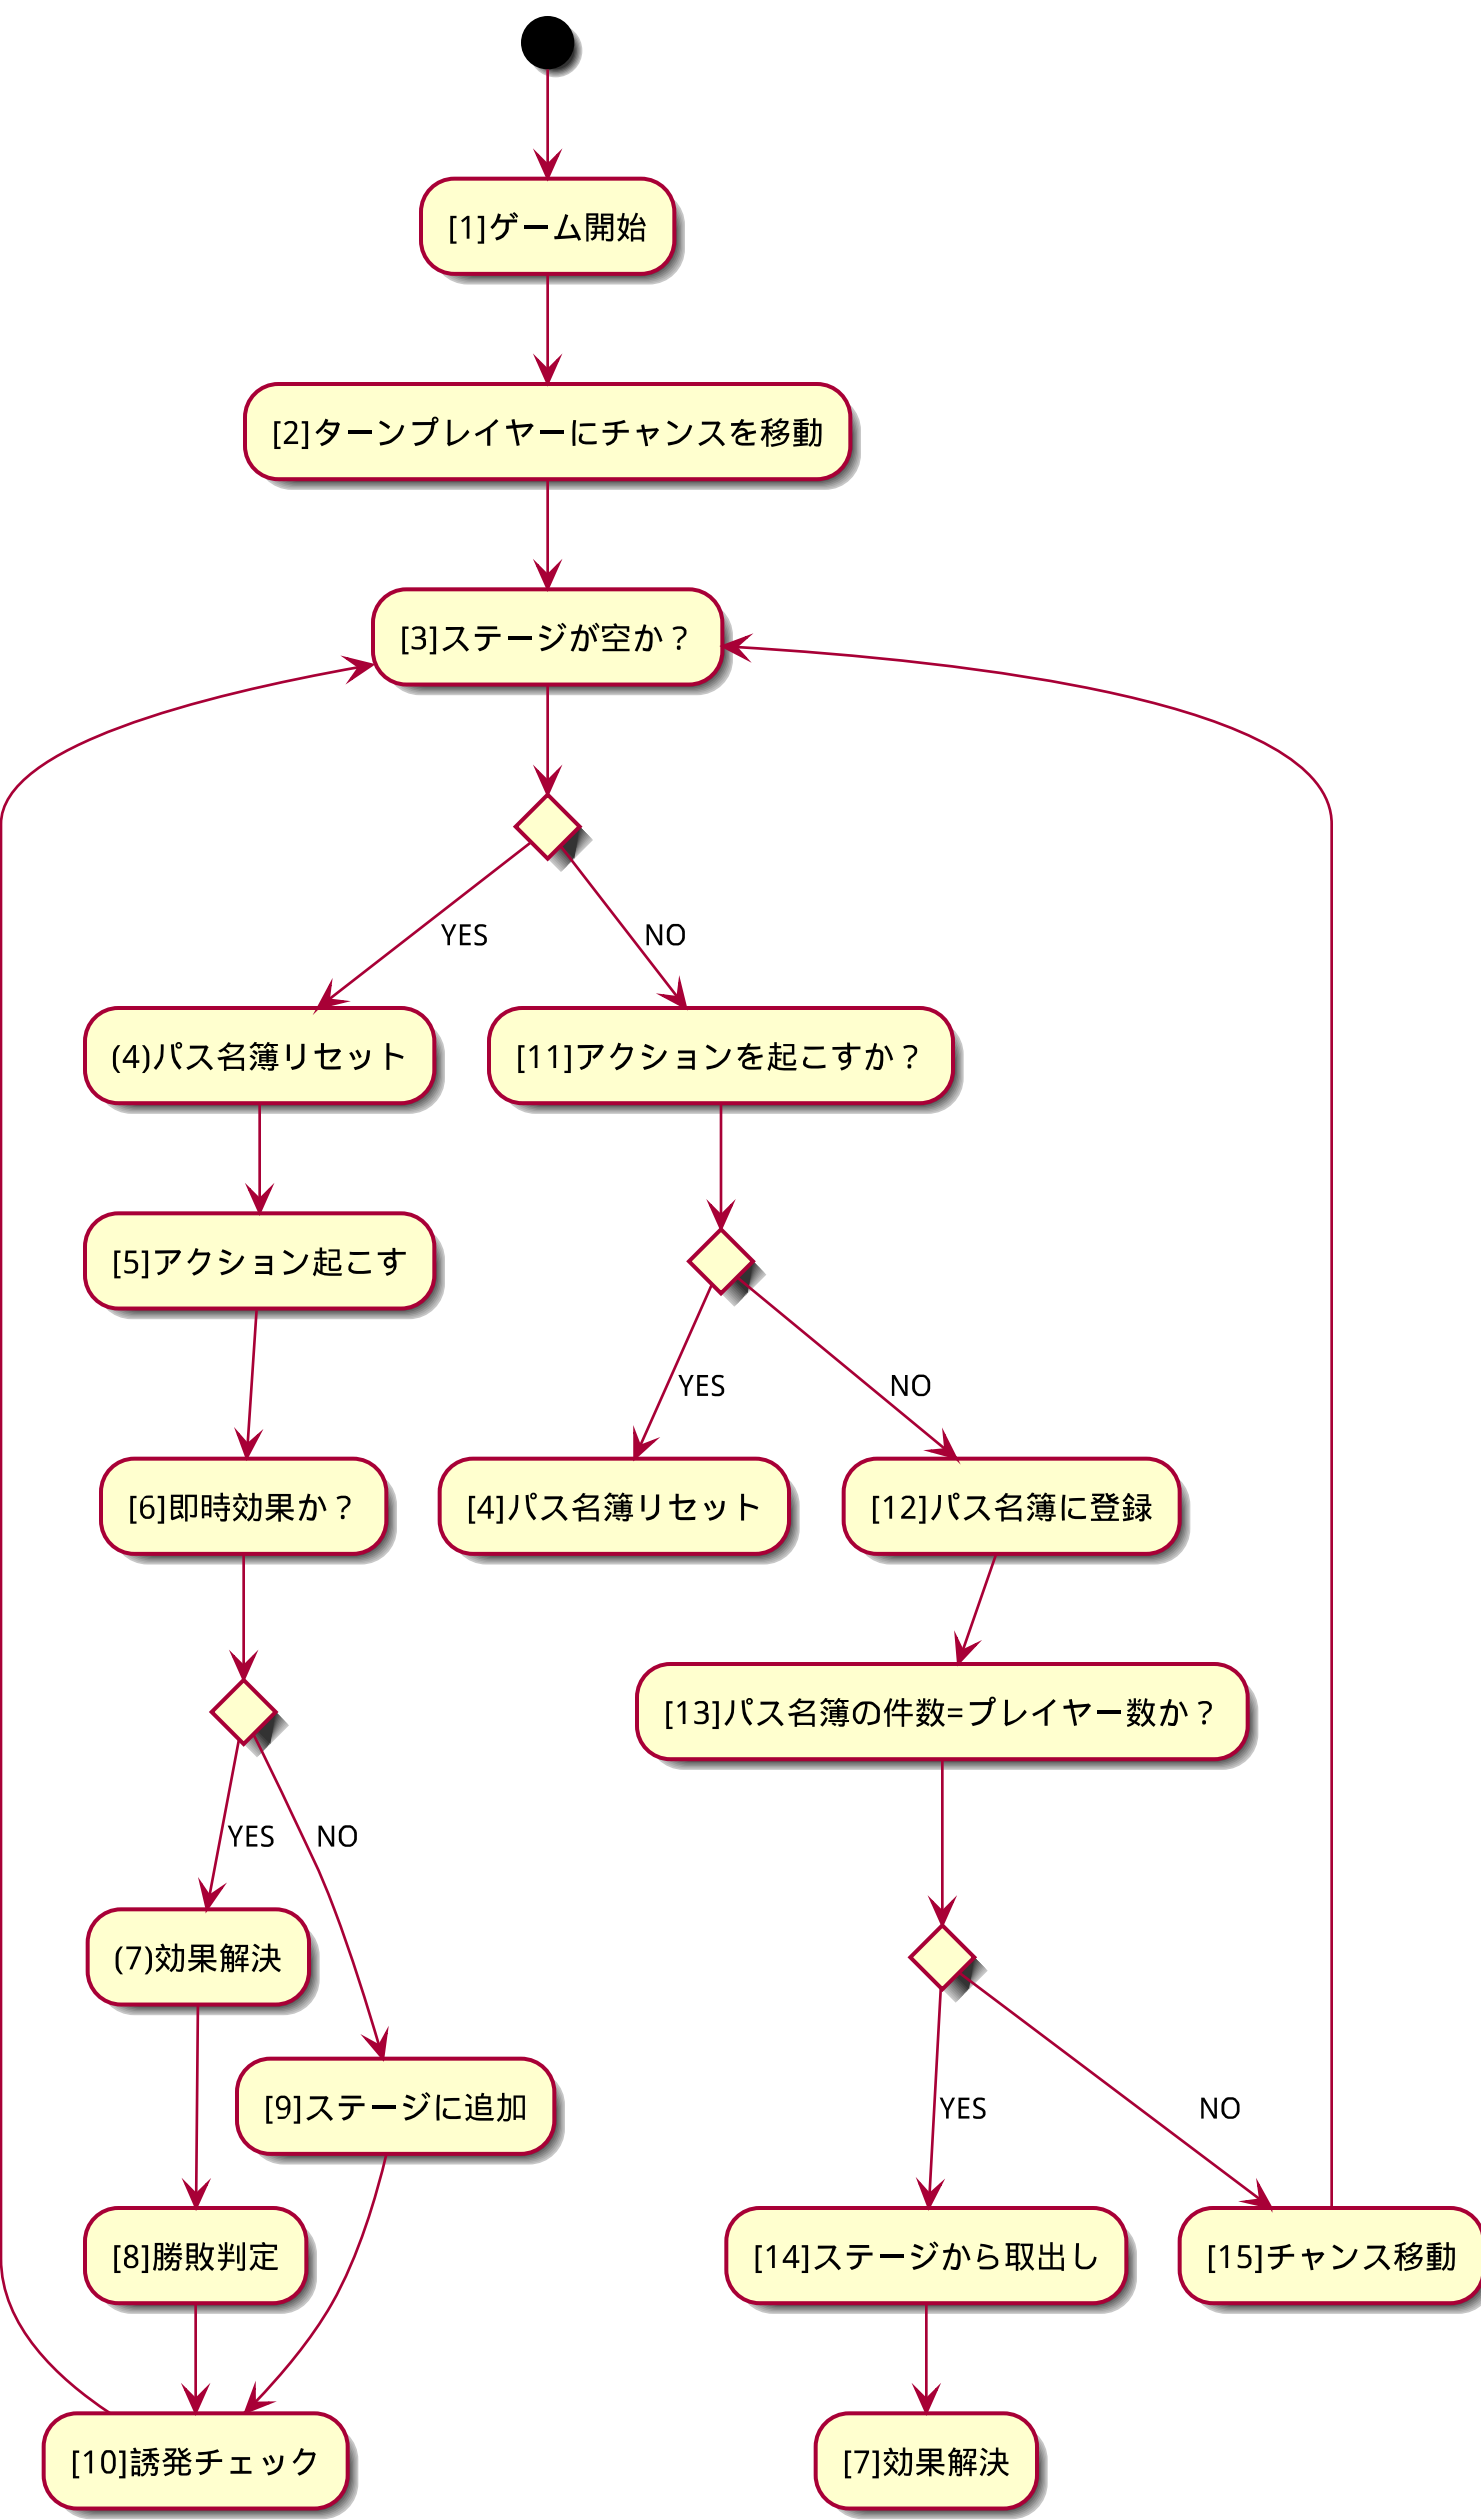 [1]ゲーム開始
[2]ターンプレイヤーにチャンスを移動
[3]ステージが空か？
YES
NO
(4)パス名簿リセット
[11]アクションを起こすか？
[5]アクション起こす
YES
NO
[6]即時効果か？
[4]パス名簿リセット
[12]パス名簿に登録
[13]パス名簿の件数=プレイヤー数か？
YES
NO
(7)効果解決
[9]ステージに追加
YES
NO
[8]勝敗判定
[14]ステージから取出し
[15]チャンス移動
[10]誘発チェック
[7]効果解決